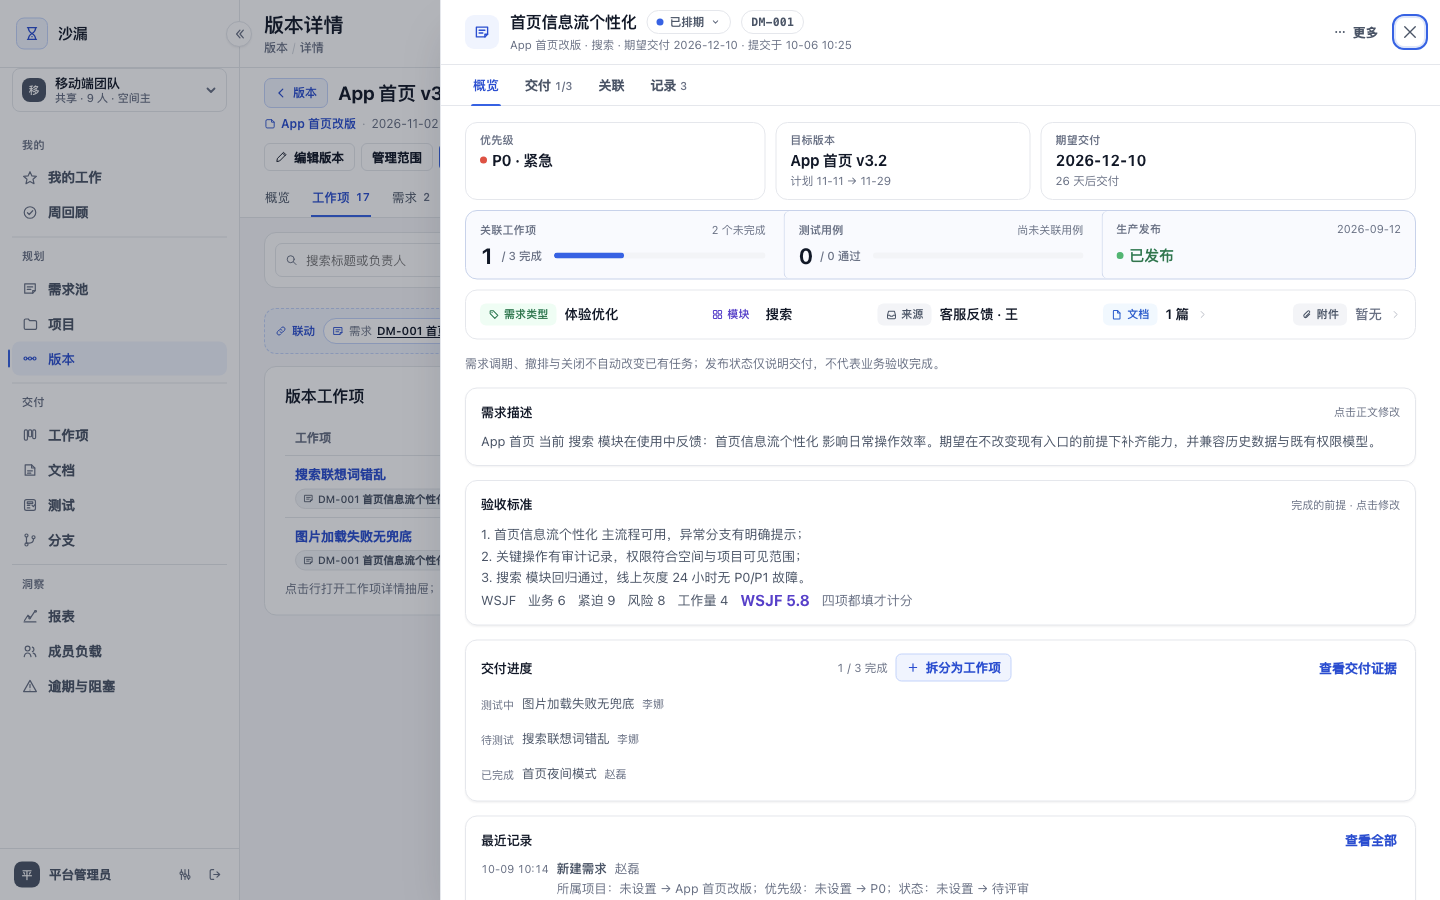 沙漏
移
移动端团队
共享 · 9 人 · 空间主
我的
我的工作
周回顾
规划
需求池
项目
版本
交付
工作项
文档
测试
分支
洞察
报表
成员负载
逾期与阻塞
平
平台管理员
版本详情
版本 / 详情
版本
App 首页 v3
App 首页改版 · 2026-11-02
编辑版本
管理范围
概览
工作项 17
需求 2
搜索标题或负责人
联动
需求 DM-001
版本工作项
工作项
搜索联想词错乱
DM-001 首页信息流个性
图片加载失败无兜底
DM-001 首页信息流个性
点击行打开工作项详情抽屉；
首页信息流个性化
已排期
DM-001
App 首页改版 · 搜索 · 期望交付 2026-12-10 · 提交于 10-06 10:25
更多
概览
交付 1/3
关联
记录 3
优先级
P0 · 紧急
目标版本
App 首页 v3.2
计划 11-11 → 11-29
期望交付
2026-12-10
26 天后交付
关联工作项
2 个未完成
1 / 3 完成
测试用例
尚未关联用例
0 / 0 通过
生产发布
2026-09-12
已发布
需求类型 体验优化
模块 搜索
来源 客服反馈 · 王
文档 1 篇
附件 暂无
需求调期、撤排与关闭不自动改变已有任务；发布状态仅说明交付，不代表业务验收完成。
需求描述
点击正文修改
App 首页 当前 搜索 模块在使用中反馈：首页信息流个性化 影响日常操作效率。期望在不改变现有入口的前提下补齐能力，并兼容历史数据与既有权限模型。
验收标准
完成的前提 · 点击修改
1. 首页信息流个性化 主流程可用，异常分支有明确提示；
2. 关键操作有审计记录，权限符合空间与项目可见范围；
3. 搜索 模块回归通过，线上灰度 24 小时无 P0/P1 故障。
WSJF 业务 6 紧迫 9 风险 8 工作量 4 WSJF 5.8 四项都填才计分
交付进度
1 / 3 完成
拆分为工作项
查看交付证据
测试中 图片加载失败无兜底 李娜
待测试 搜索联想词错乱 李娜
已完成 首页夜间模式 赵磊
最近记录
查看全部
10-09 10:14 新建需求 赵磊
所属项目：未设置 → App 首页改版；优先级：未设置 → P0；状态：未设置 → 待评审